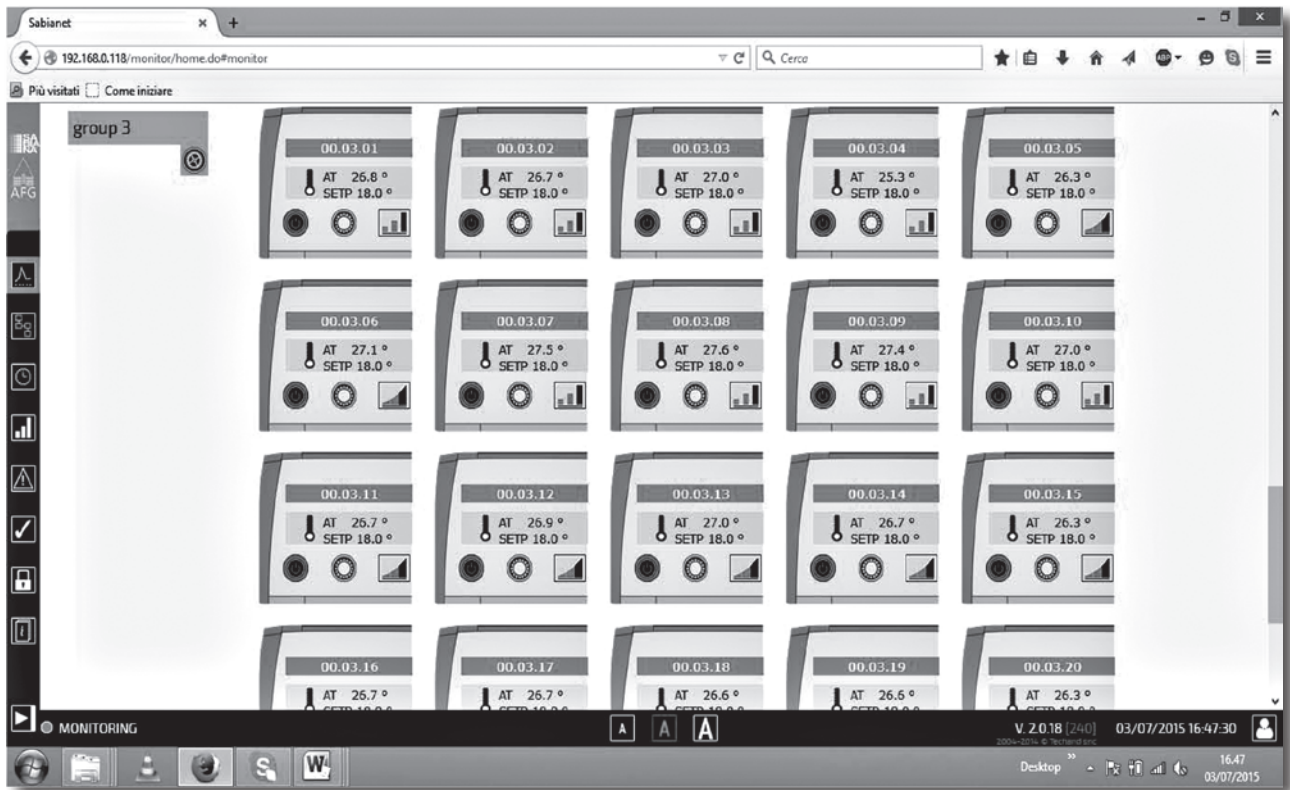 Sabianet
192.168.0.118/monitor/home.do#monitor
Cerca
ABP
Più visitati Come iniziare
group 3
AFG
00.03.01
AT 26.8 °
SETP 18.0 °
00.03.02
AT 26.7 °
SETP 18.0 °
00.03.03
AT 27.0 °
SETP 18.0 °
00.03.04
AT 25.3 °
SETP 18.0 °
00.03.05
AT 26.3 °
SETP 18.0 °
00.03.06
AT 27.1 °
SETP 18.0 °
00.03.07
AT 27.5 °
SETP 18.0 °
00.03.08
AT 27.6 °
SETP 18.0 °
00.03.09
AT 27.4 °
SETP 18.0 °
00.03.10
AT 27.0 °
SETP 18.0 °
00.03.11
AT 26.7 °
SETP 18.0 °
00.03.12
AT 26.9 °
SETP 18.0 °
00.03.13
AT 27.0 °
SETP 18.0 °
00.03.14
AT 26.7 °
SETP 18.0 °
00.03.15
AT 26.3 °
SETP 18.0 °
00.03.16
AT 26.7 °
00.03.17
AT 26.7 °
00.03.18
AT 26.6 °
00.03.19
AT 26.6 °
00.03.20
AT 26.3 °
MONITORING
A A A
V. 2.0.18 [240]
2004-2014 © Techend snc
03/07/2015 16:47:30
Desktop
16.47
03/07/2015